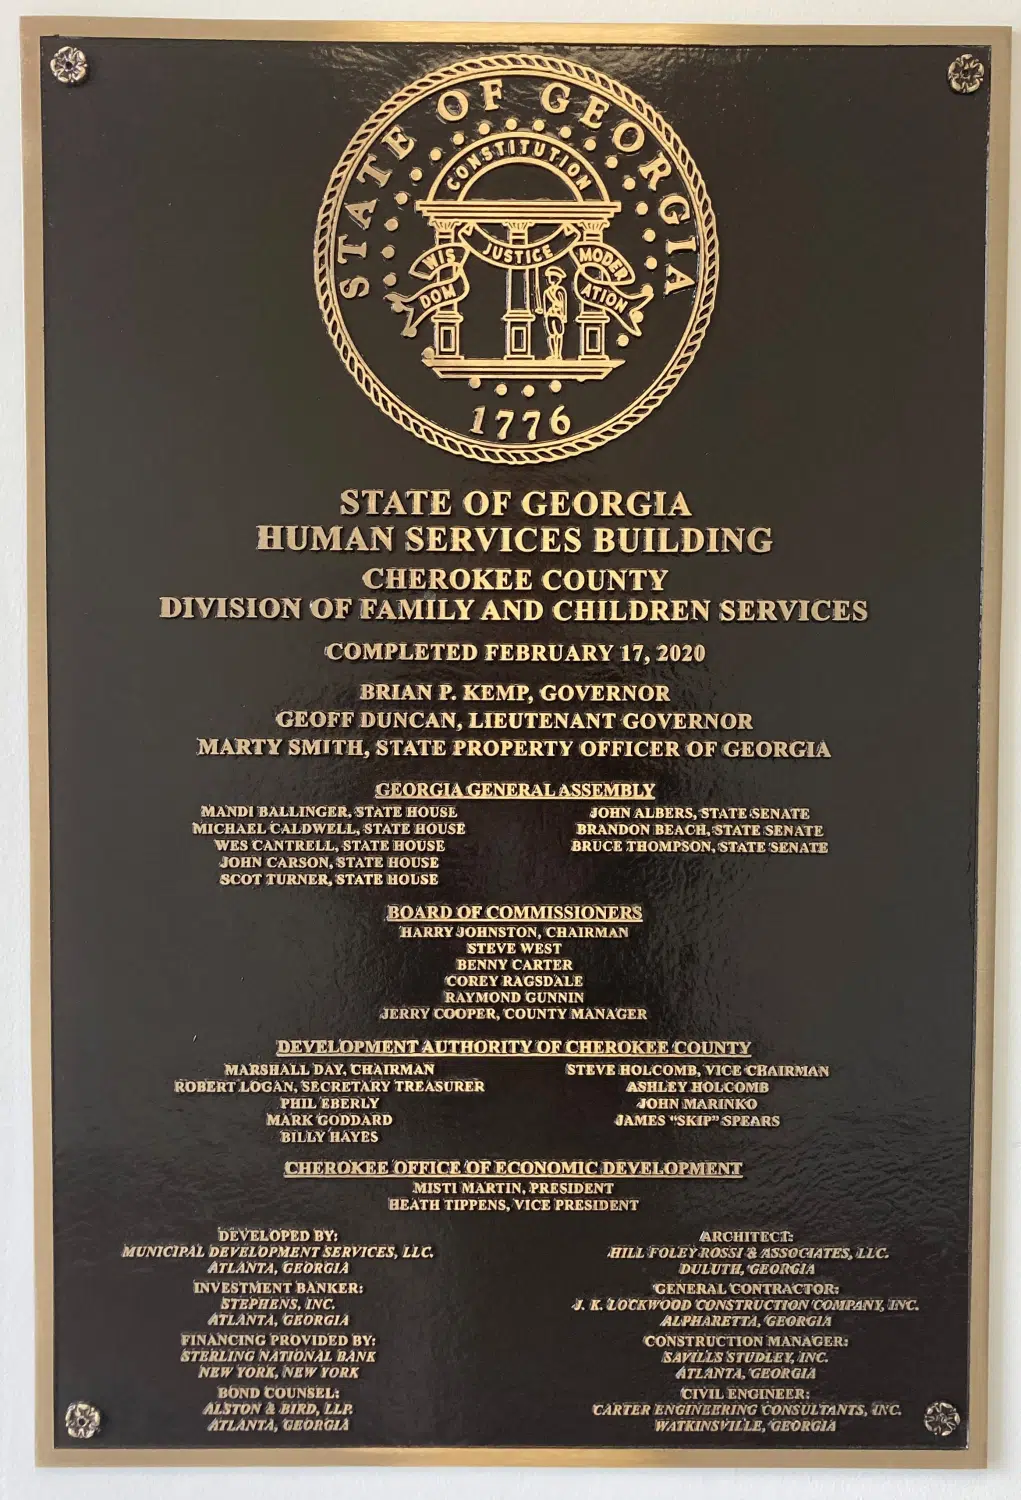 STATE OF GEORGIA
CONSTITUTION
JUSTICE
WIS
DOM
MODER
ATION
1776
STATE OF GEORGIA
HUMAN SERVICES BUILDING
CHEROKEE COUNTY
DIVISION OF FAMILY AND CHILDREN SERVICES
COMPLETED FEBRUARY 17, 2020
BRIAN P. KEMP, GOVERNOR
GEOFF DUNCAN, LIEUTENANT GOVERNOR
MARTY SMITH, STATE PROPERTY OFFICER OF GEORGIA
GEORGIA GENERAL ASSEMBLY
MANDI BALLINGER, STATE HOUSE
MICHAEL CALDWELL, STATE HOUSE
WES CANTRELL, STATE HOUSE
JOHN CARSON, STATE HOUSE
SCOT TURNER, STATE HOUSE
JOHN ALBERS, STATE SENATE
BRANDON BEACH, STATE SENATE
BRUCE THOMPSON, STATE SENATE
BOARD OF COMMISSIONERS
HARRY JOHNSTON, CHAIRMAN
STEVE WEST
BENNY CARTER
COREY RAGSDALE
RAYMOND GUNNIN
JERRY COOPER, COUNTY MANAGER
DEVELOPMENT AUTHORITY OF CHEROKEE COUNTY
MARSHALL DAY, CHAIRMAN
ROBERT LOGAN, SECRETARY TREASURER
PHIL EBERLY
MARK GODDARD
BILLY HAYES
STEVE HOLCOMB, VICE CHAIRMAN
ASHLEY HOLCOMB
JOHN MARINKO
JAMES “SKIP” SPEARS
CHEROKEE OFFICE OF ECONOMIC DEVELOPMENT
MISTI MARTIN, PRESIDENT
HEATH TIPPENS, VICE PRESIDENT
DEVELOPED BY:
MUNICIPAL DEVELOPMENT SERVICES, LLC.
ATLANTA, GEORGIA
INVESTMENT BANKER:
STEPHENS, INC.
ATLANTA, GEORGIA
FINANCING PROVIDED BY:
STERLING NATIONAL BANK
NEW YORK, NEW YORK
BOND COUNSEL:
ALSTON & BIRD, LLP.
ATLANTA, GEORGIA
ARCHITECT:
HILL FOLEY ROSSI & ASSOCIATES, LLC.
DULUTH, GEORGIA
GENERAL CONTRACTOR:
J. K. LOCKWOOD CONSTRUCTION COMPANY, INC.
ALPHARETTA, GEORGIA
CONSTRUCTION MANAGER:
SAVILLS STUDLEY, INC.
ATLANTA, GEORGIA
CIVIL ENGINEER:
CARTER ENGINEERING CONSULTANTS, INC.
WATKINSVILLE, GEORGIA